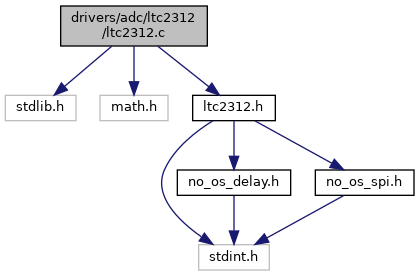 drivers/adc/ltc2312
/ltc2312.c
stdlib.h
math.h
ltc2312.h
no_os_delay.h
no_os_spi.h
stdint.h